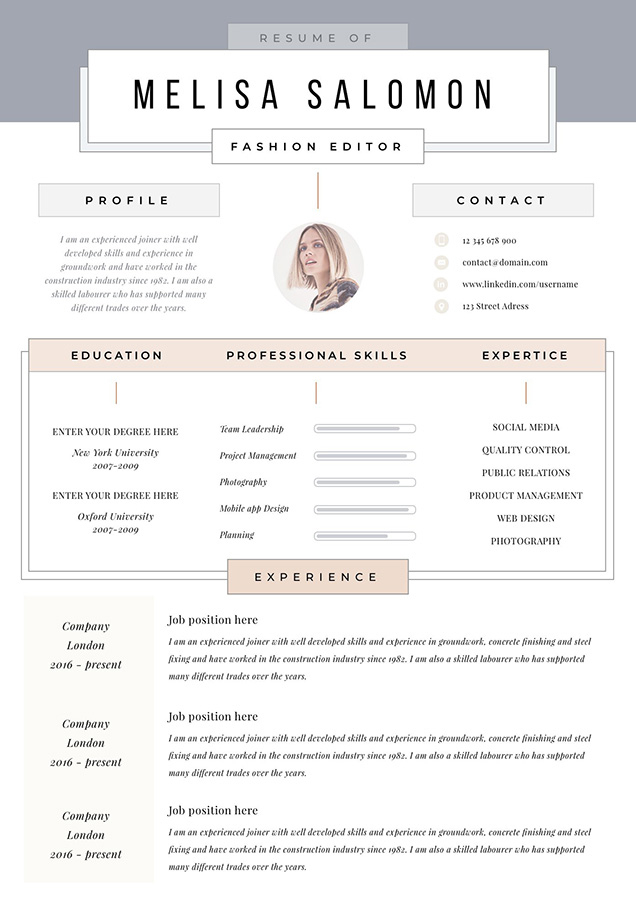 RESUME OF
MELISA SALOMON
FASHION EDITOR
PROFILE
I am an experienced joiner with well
developed skills and experience in
groundwork and have worked in the
construction industry since 1982. I am also a
skilled labourer who has supported many
different trades over the years.
CONTACT
12 345 678 900
contact@domain.com
www.linkedin.com/username
123 Street Adress
EDUCATION
ENTER YOUR DEGREE HERE
New York University
2007-2009
ENTER YOUR DEGREE HERE
Oxford University
2007-2009
PROFESSIONAL SKILLS
Team Leadership
Project Management
Photography
Mobile app Design
Planning
EXPERTICE
SOCIAL MEDIA
QUALITY CONTROL
PUBLIC RELATIONS
PRODUCT MANAGEMENT
WEB DESIGN
PHOTOGRAPHY
EXPERIENCE
Company
London
2016 - present
Job position here
I am an experienced joiner with well developed skills and experience in groundwork, concrete finishing and steel
fixing and have worked in the construction industry since 1982. I am also a skilled labourer who has supported
many different trades over the years.
Company
London
2016 - present
Job position here
I am an experienced joiner with well developed skills and experience in groundwork, concrete finishing and steel
fixing and have worked in the construction industry since 1982. I am also a skilled labourer who has supported
many different trades over the years.
Company
London
2016 - present
Job position here
I am an experienced joiner with well developed skills and experience in groundwork, concrete finishing and steel
fixing and have worked in the construction industry since 1982. I am also a skilled labourer who has supported
many different trades over the years.